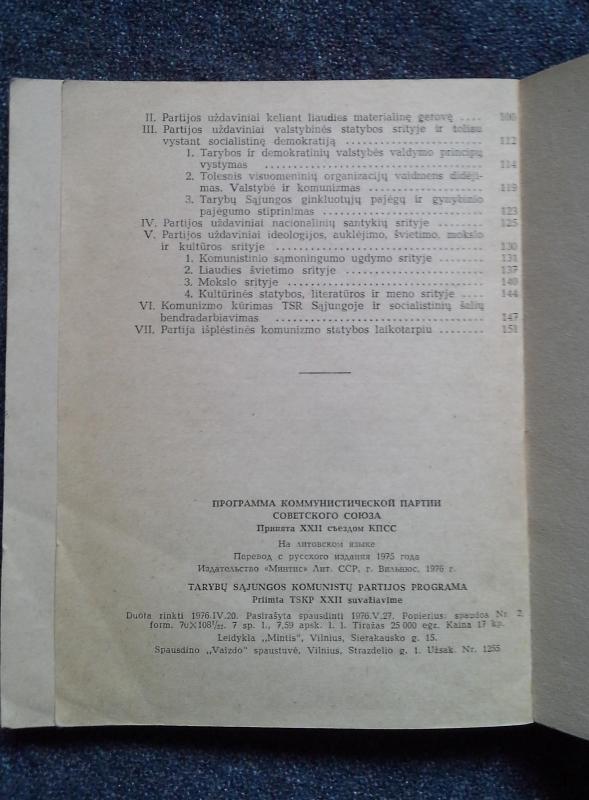 II. Partijos uždaviniai keliant liaudies materialinę gerovę .... 100
III. Partijos uždaviniai valstybinės statybos srityje ir toliau
vystant socialistinę demokratiją .................... 112
1. Tarybos ir demokratinių valstybės valdymo principų
vystymas .............................. 114
2. Tolesnis visuomeninių organizacijų vaidmens didėji-
mas. Valstybė ir komunizmas .................. 119
3. Tarybų Sąjungos ginkluotųjų pajėgų ir gynybinio
pajėgumo stiprinimas ........................ 123
IV. Partijos uždaviniai nacionalinių santykių srityje ........ 125
V. Partijos uždaviniai ideologijos, auklėjimo, švietimo, mokslo
ir kultūros srityje .............................. 130
1. Komunistinio sąmoningumo ugdymo srityje ........ 131
2. Liaudies švietimo srityje ...................... 137
3. Mokslo srityje .............................. 140
4. Kultūrinės statybos, literatūros ir meno srityje .... 144
VI. Komunizmo kūrimas TSR Sąjungoje ir socialistinių šalių
bendradarbiavimas .............................. 147
VII. Partija išplėstinės komunizmo statybos laikotarpiu ....... 151
ПРОГРАММА КОММУНИСТИЧЕСКОЙ ПАРТИИ
СОВЕТСКОГО СОЮЗА
Принята XXII съездом КПСС
На литовском языке
Перевод с русского издания 1975 года
Издательство «Минтис» Лит. ССР, г. Вильнюс, 1976 г.
TARYBŲ SĄJUNGOS KOMUNISTŲ PARTIJOS PROGRAMA
Priimta TSKP XXII suvažiavime
Duota rinkti 1976.IV.20. Pasirašyta spausdinti 1976.V.27. Popierius: spaudos Nr. 2,
form. 70X108¹/₃₂. 7 sp. l., 7,59 apsk. l. l. Tiražas 25 000 egz. Kaina 17 kp.
Leidykla „Mintis", Vilnius, Sierakausko g. 15.
Spausdino „Vaizdo" spaustuvė, Vilnius, Strazdelio g. 1. Užsak. Nr. 1255